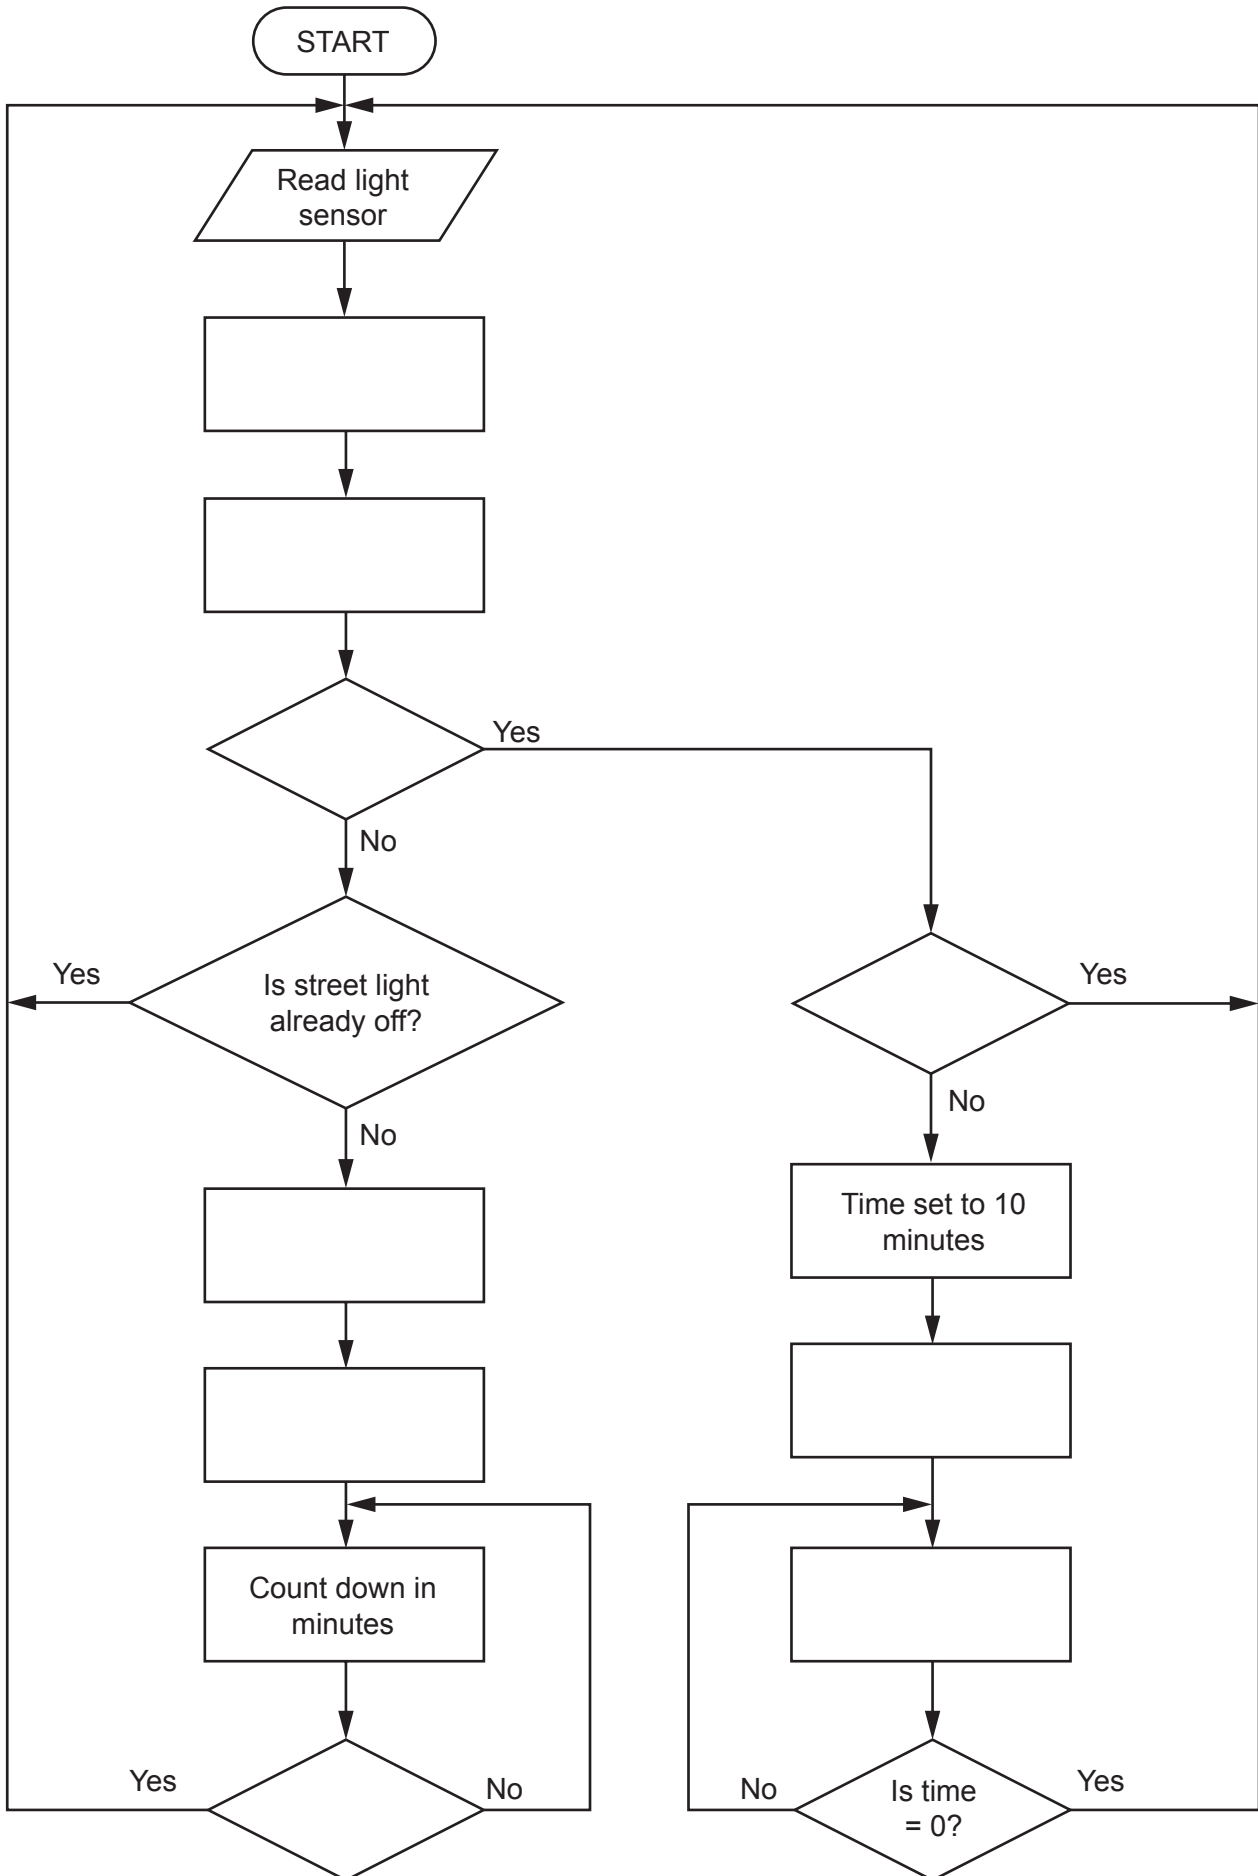 START
Read light
sensor
Yes
No
Yes
Is street light
already off?
Yes
No
No
Time set to 10
minutes
Count down in
minutes
Yes
No
No
Is time
= 0?
Yes